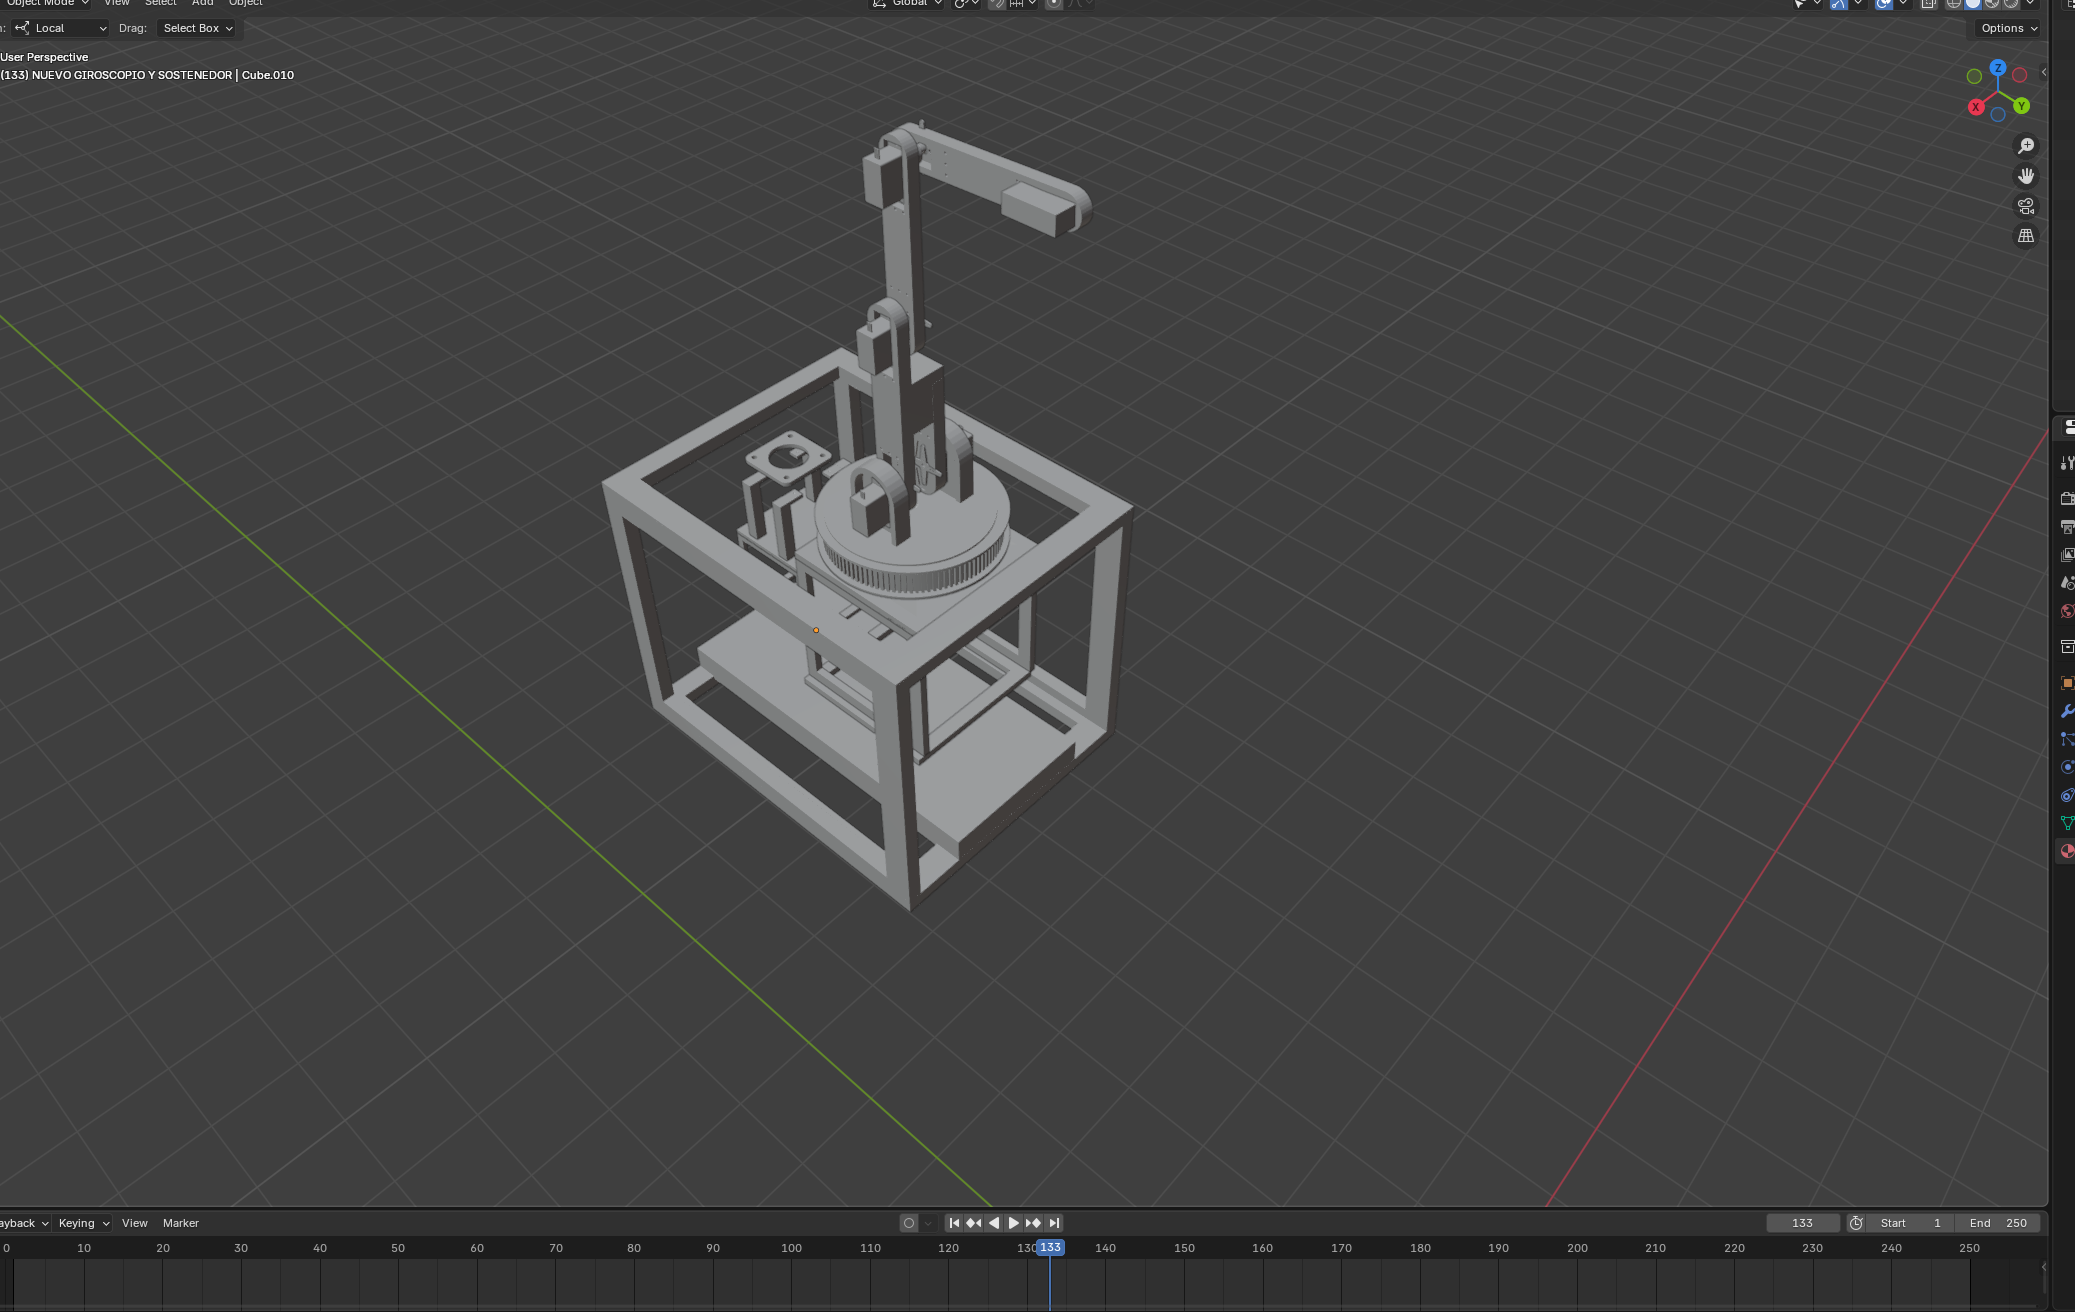 Object Mode View Select Add Object Global
Local Drag: Select Box Options
User Perspective
(133) NUEVO GIROSCOPIO Y SOSTENEDOR | Cube.010
Z
X
Y
Keying View Marker 133 Start 1 End 250
0 10 20 30 40 50 60 70 80 90 100 110 120 130 133 140 150 160 170 180 190 200 210 220 230 240 250